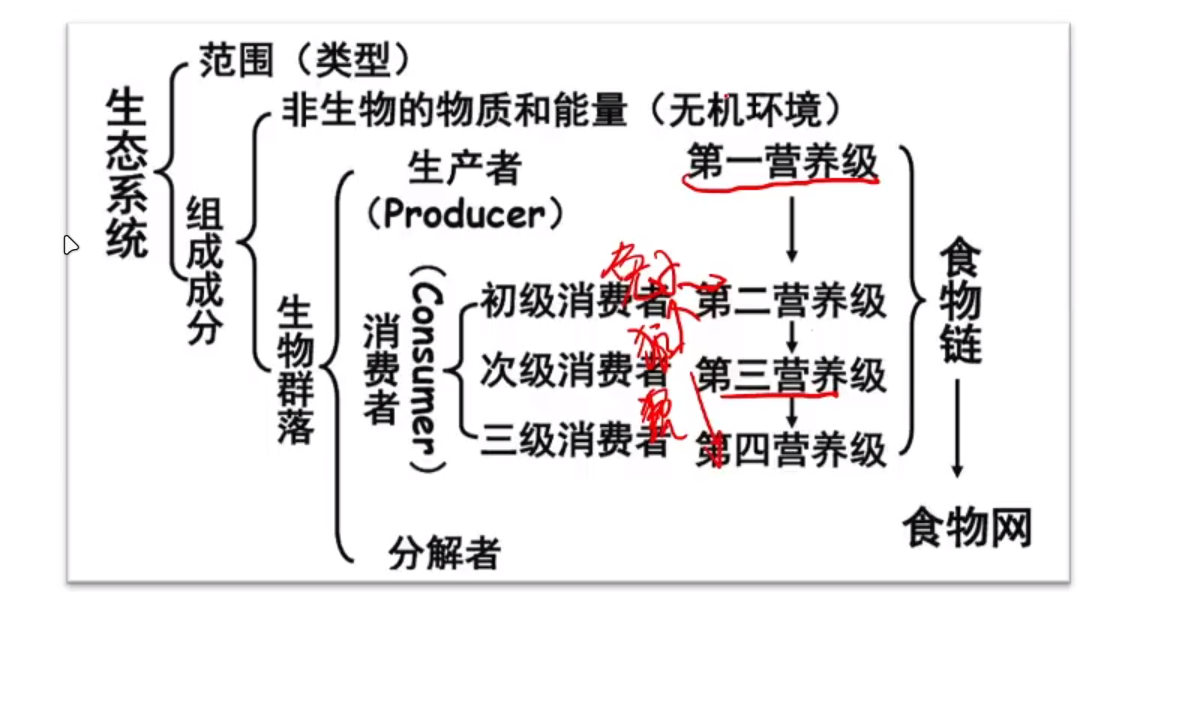 生态系统
范围（类型）
组成成分
非生物的物质和能量（无机环境）
生物群落
生产者
（Producer）
第一营养级
消费者
（Consumer）
初级消费者 第二营养级
次级消费者 第三营养级
三级消费者 第四营养级
分解者
食物链
食物网